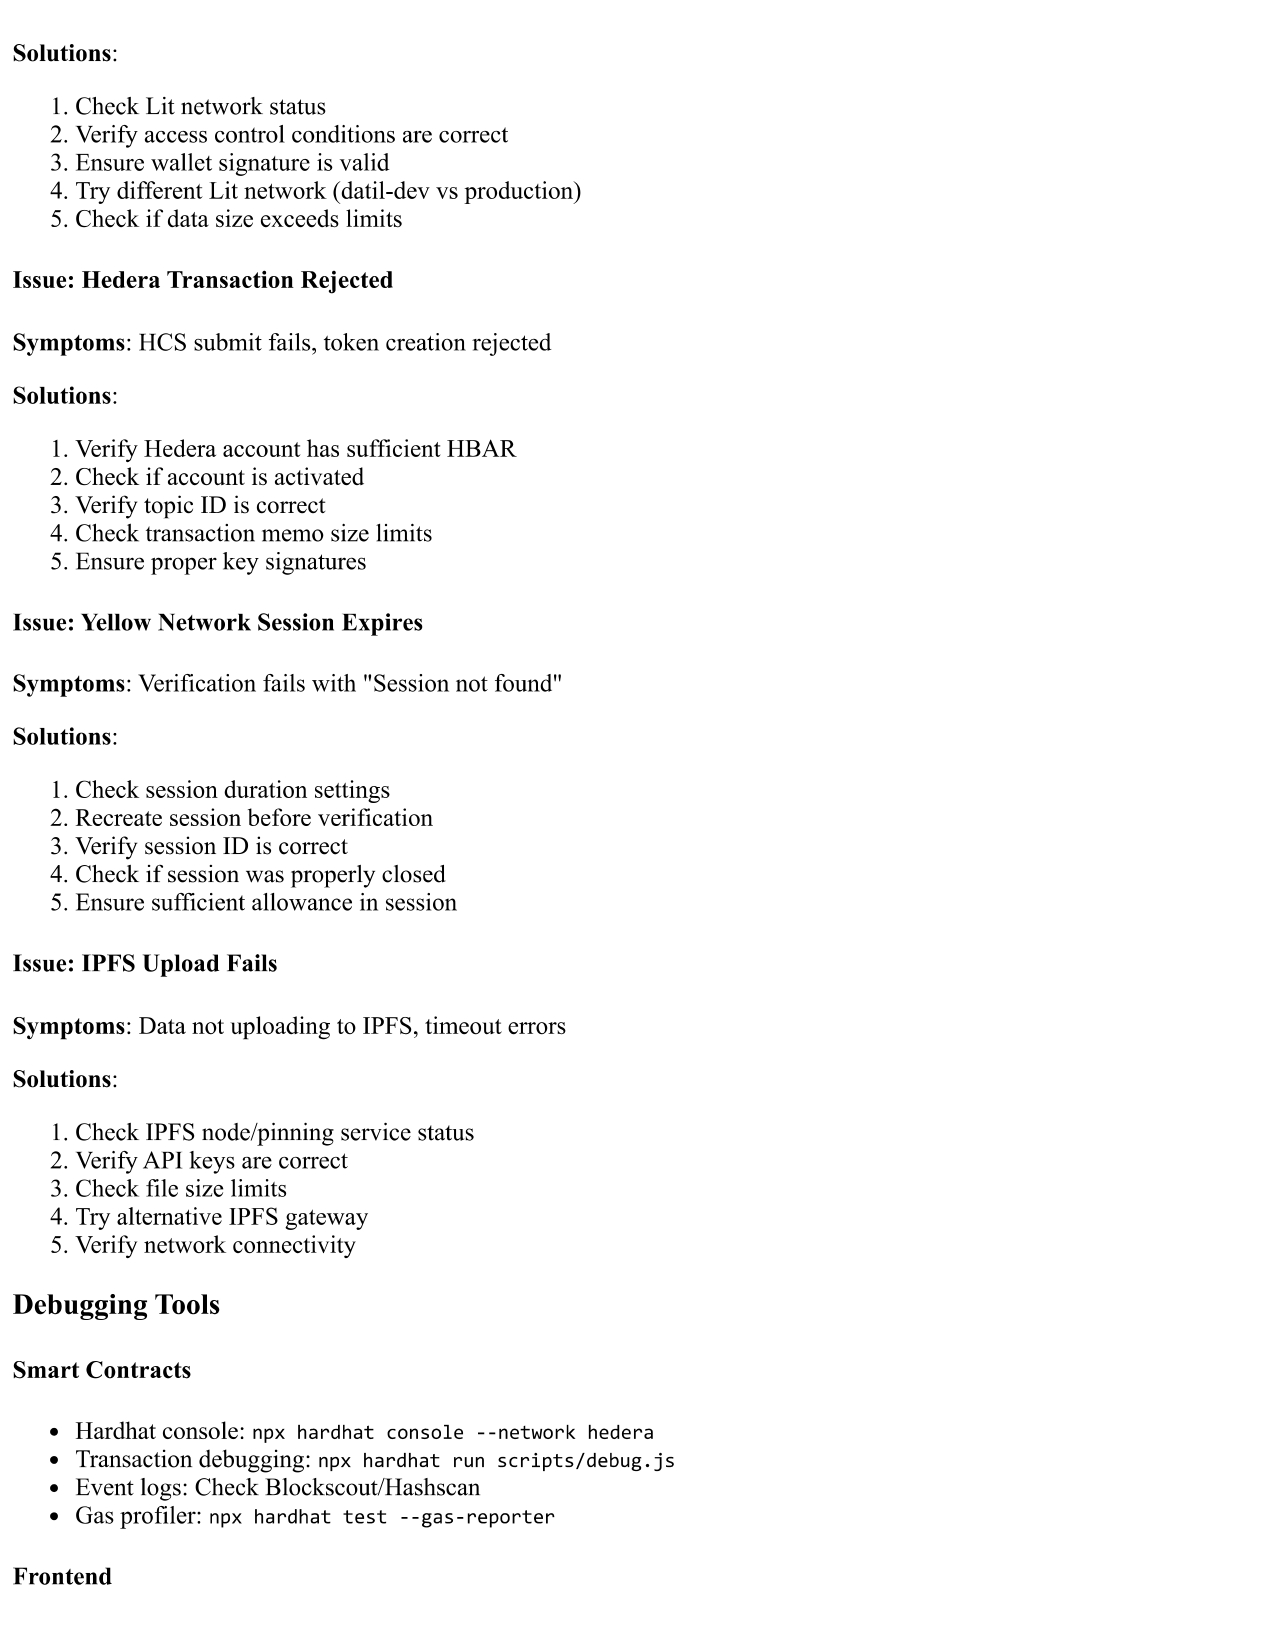 Solutions:
1. Check Lit network status
2. Verify access control conditions are correct
3. Ensure wallet signature is valid
4. Try different Lit network (datil-dev vs production)
5. Check if data size exceeds limits
Issue: Hedera Transaction Rejected
Symptoms: HCS submit fails, token creation rejected
Solutions:
1. Verify Hedera account has sufficient HBAR
2. Check if account is activated
3. Verify topic ID is correct
4. Check transaction memo size limits
5. Ensure proper key signatures
Issue: Yellow Network Session Expires
Symptoms: Verification fails with "Session not found"
Solutions:
1. Check session duration settings
2. Recreate session before verification
3. Verify session ID is correct
4. Check if session was properly closed
5. Ensure sufficient allowance in session
Issue: IPFS Upload Fails
Symptoms: Data not uploading to IPFS, timeout errors
Solutions:
1. Check IPFS node/pinning service status
2. Verify API keys are correct
3. Check file size limits
4. Try alternative IPFS gateway
5. Verify network connectivity
Debugging Tools
Smart Contracts
• Hardhat console: npx hardhat console --network hedera
• Transaction debugging: npx hardhat run scripts/debug.js
• Event logs: Check Blockscout/Hashscan
• Gas profiler: npx hardhat test --gas-reporter
Frontend